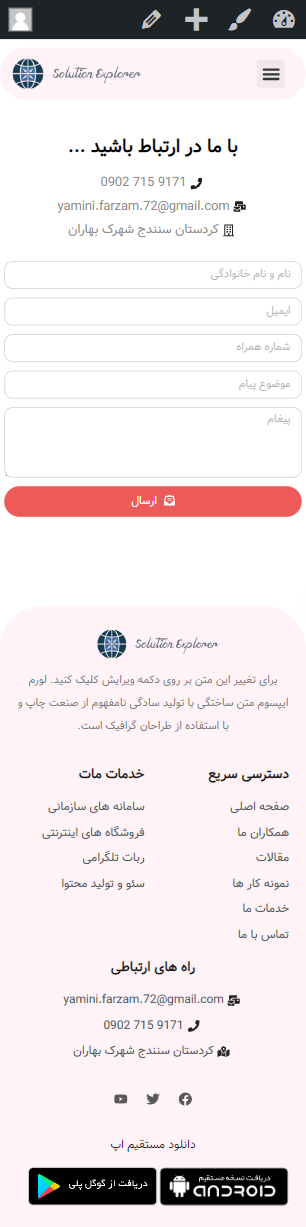 Solution Explorer
با ما در ارتباط باشید ...
0902 715 9171
yamini.farzam.72@gmail.com
کردستان سنندج شهرک بهاران
نام و نام خانوادگی
ایمیل
شماره همراه
موضوع پیام
پیغام
ارسال
Solution Explorer
برای تغییر این متن بر روی دکمه ویرایش کلیک کنید. لورم
ایپسوم متن ساختگی با تولید سادگی نامفهوم از صنعت چاپ و
با استفاده از طراحان گرافیک است.
دسترسی سریع
صفحه اصلی
همکاران ما
مقالات
نمونه کار ها
خدمات ما
تماس با ما
خدمات مات
سامانه های سازمانی
فروشگاه های اینترنتی
ربات تلگرامی
سئو و تولید محتوا
راه های ارتباطی
yamini.farzam.72@gmail.com
0902 715 9171
کردستان سنندج شهرک بهاران
دانلود مستقیم اپ
دریافت نسخه مستقیم
ANDROID
دریافت از گوگل پلی